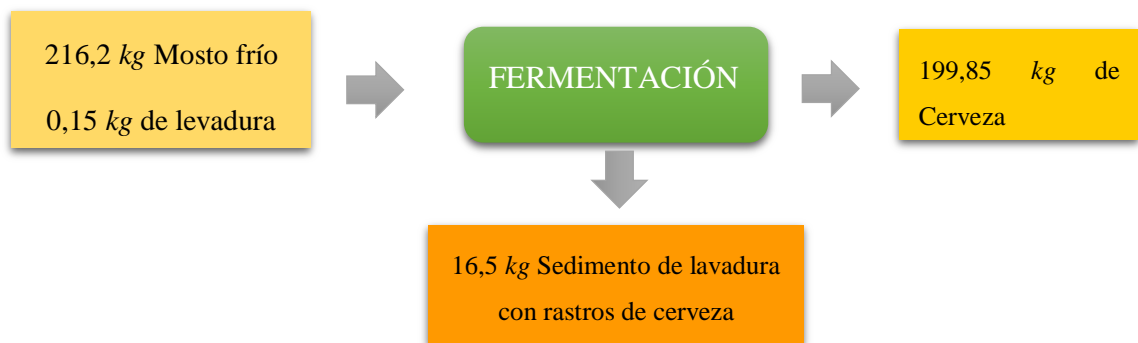 216,2 kg Mosto frío
0,15 kg de levadura
FERMENTACIÓN
199,85 kg de
Cerveza
16,5 kg Sedimento de lavadura
con rastros de cerveza